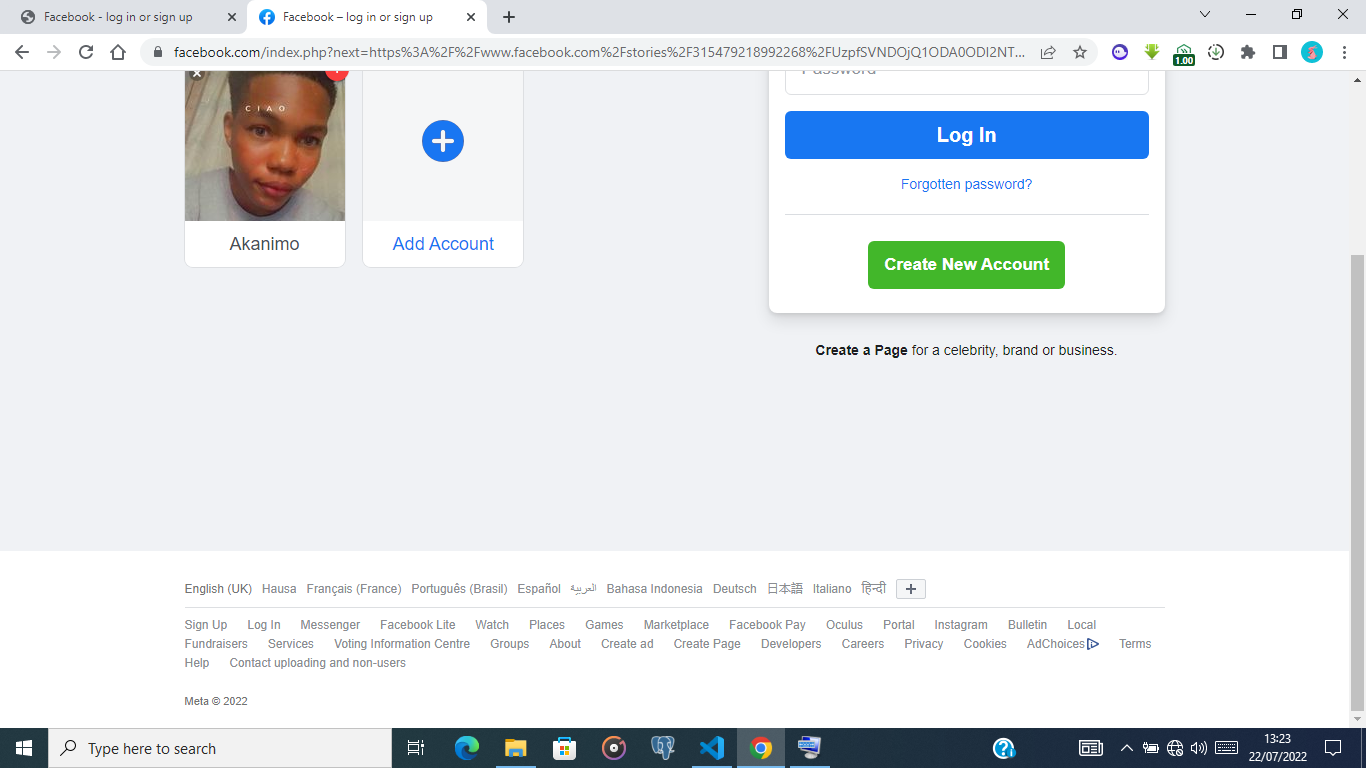 Facebook - log in or sign up
Facebook – log in or sign up
facebook.com/index.php?next=https%3A%2F%2Fwww.facebook.com%2Fstories%2F315479218992268%2FUzpfSVNDOjQ1ODA0ODI2NT...
1.00
CIAO
Akanimo
Add Account
Password
Log In
Forgotten password?
Create New Account
Create a Page for a celebrity, brand or business.
English (UK) Hausa Français (France) Português (Brasil) Español العربية Bahasa Indonesia Deutsch 日本語 Italiano हिन्दी
Sign Up Log In Messenger Facebook Lite Watch Places Games Marketplace Facebook Pay Oculus Portal Instagram Bulletin Local
Fundraisers Services Voting Information Centre Groups About Create ad Create Page Developers Careers Privacy Cookies AdChoices Terms
Help Contact uploading and non-users
Meta © 2022
Type here to search
13:23
22/07/2022